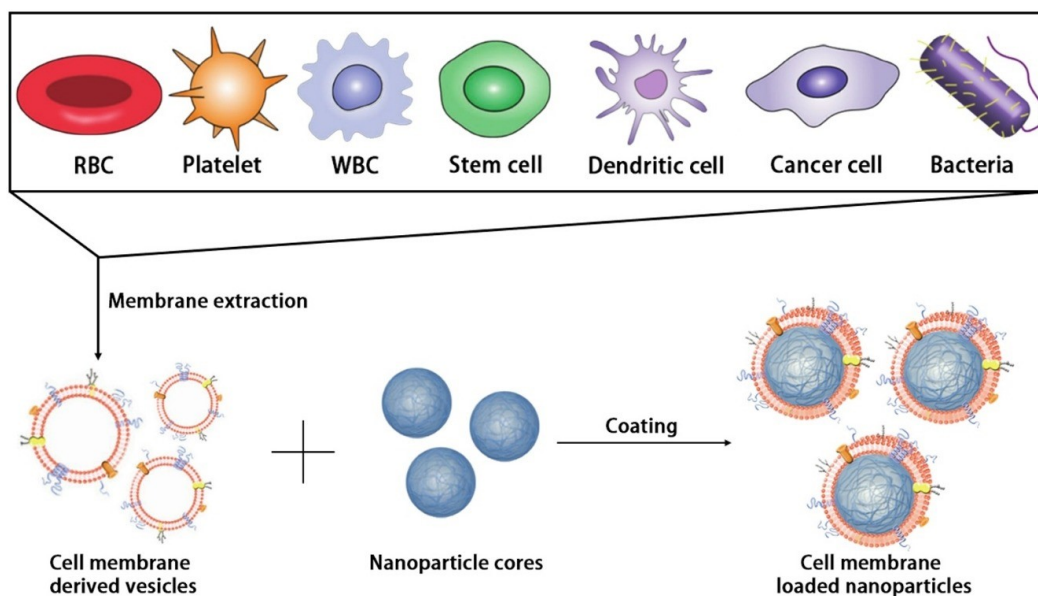 RBC
Platelet
WBC
Stem cell
Dendritic cell
Cancer cell
Bacteria
Membrane extraction
Coating
Cell membrane
derived vesicles
Nanoparticle cores
Cell membrane
loaded nanoparticles